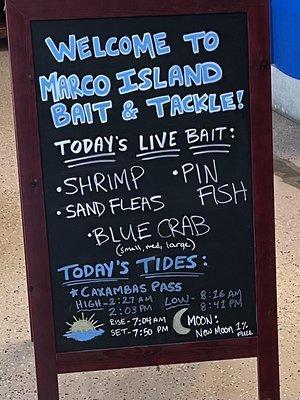 WELCOME TO
MARCO ISLAND
BAIT & TACKLE!
TODAY'S LIVE BAIT:
• SHRIMP
• PIN FISH
• SAND FLEAS
• BLUE CRAB
(small, med, large)
TODAY'S TIDES:
* CAXAMBAS PASS
HIGH - 2:27 AM
2:03 PM
LOW - 8:16 AM
8:41 PM
RISE - 7:04 AM
SET - 7:50 PM
MOON:
New Moon 1% FULL